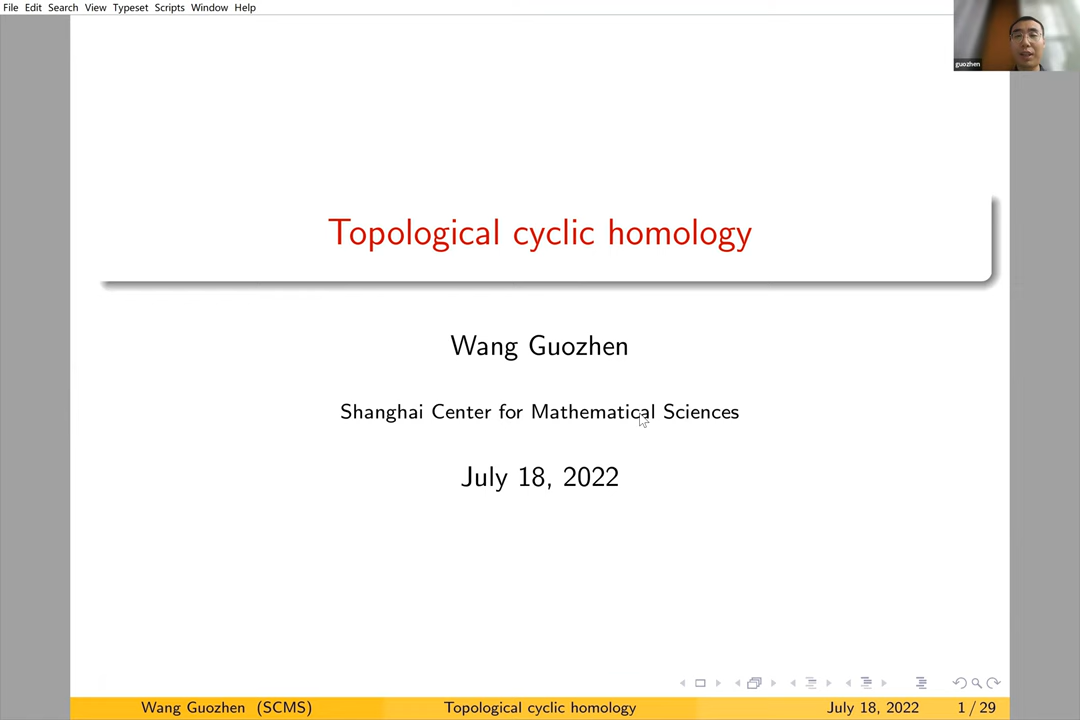 File Edit Search View Typeset Scripts Window Help
guozhen
Topological cyclic homology
Wang Guozhen
Shanghai Center for Mathematical Sciences
July 18, 2022
Wang Guozhen (SCMS) Topological cyclic homology July 18, 2022 1 / 29